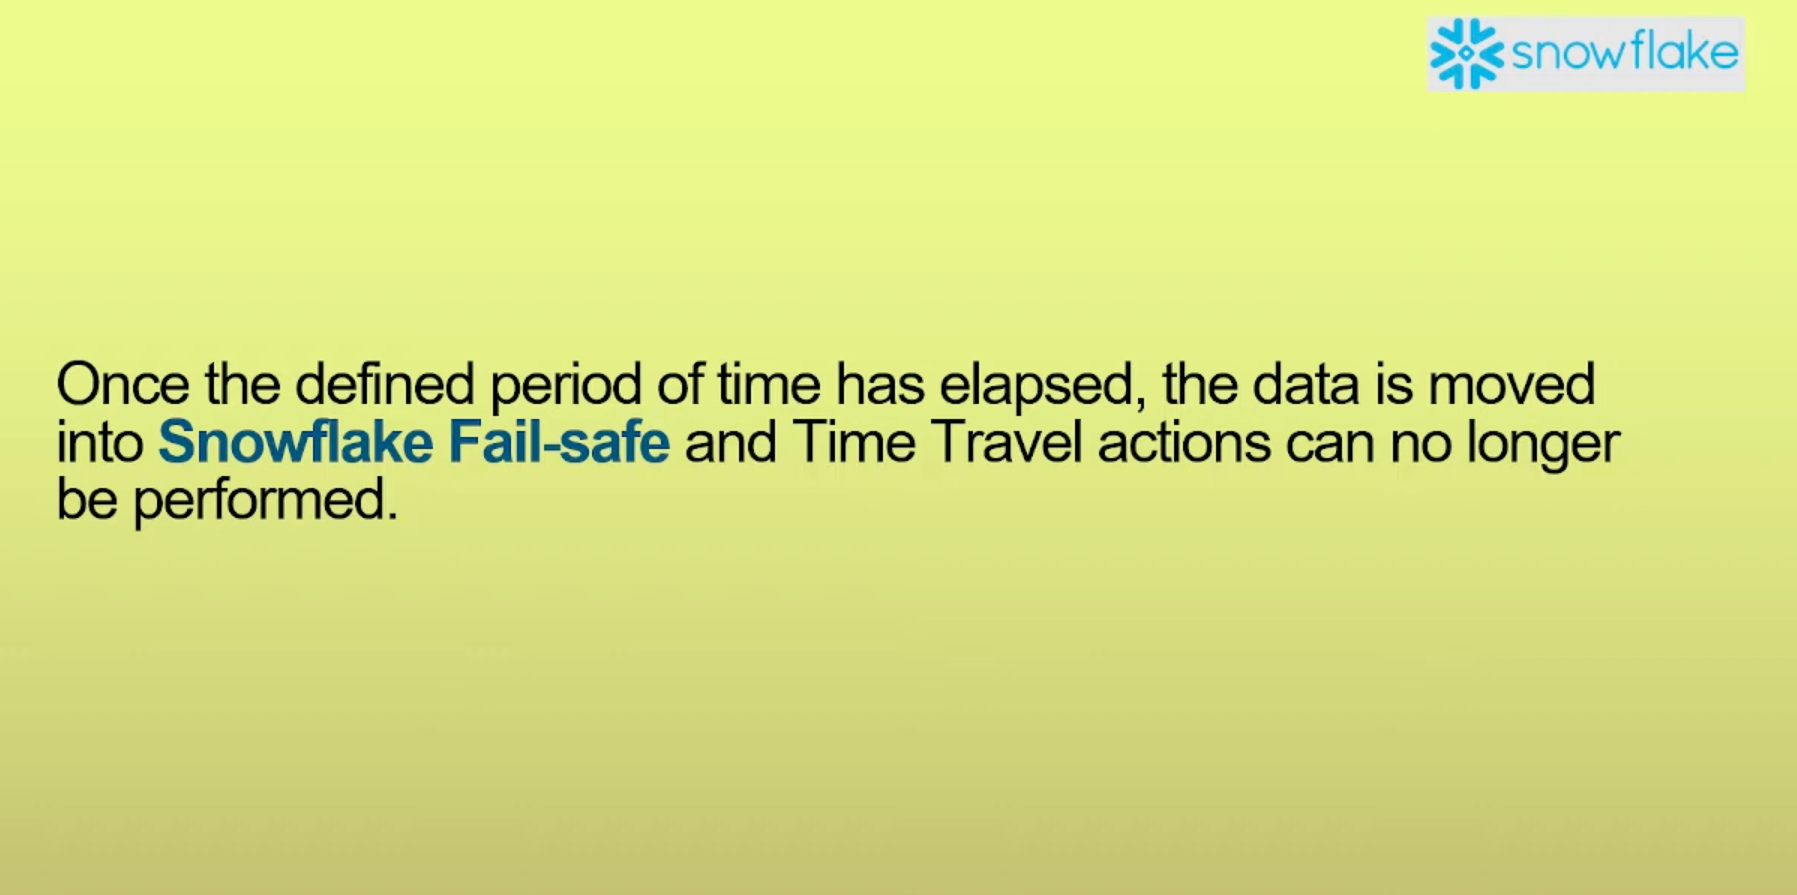 snowflake
Once the defined period of time has elapsed, the data is moved
into Snowflake Fail-safe and Time Travel actions can no longer
be performed.